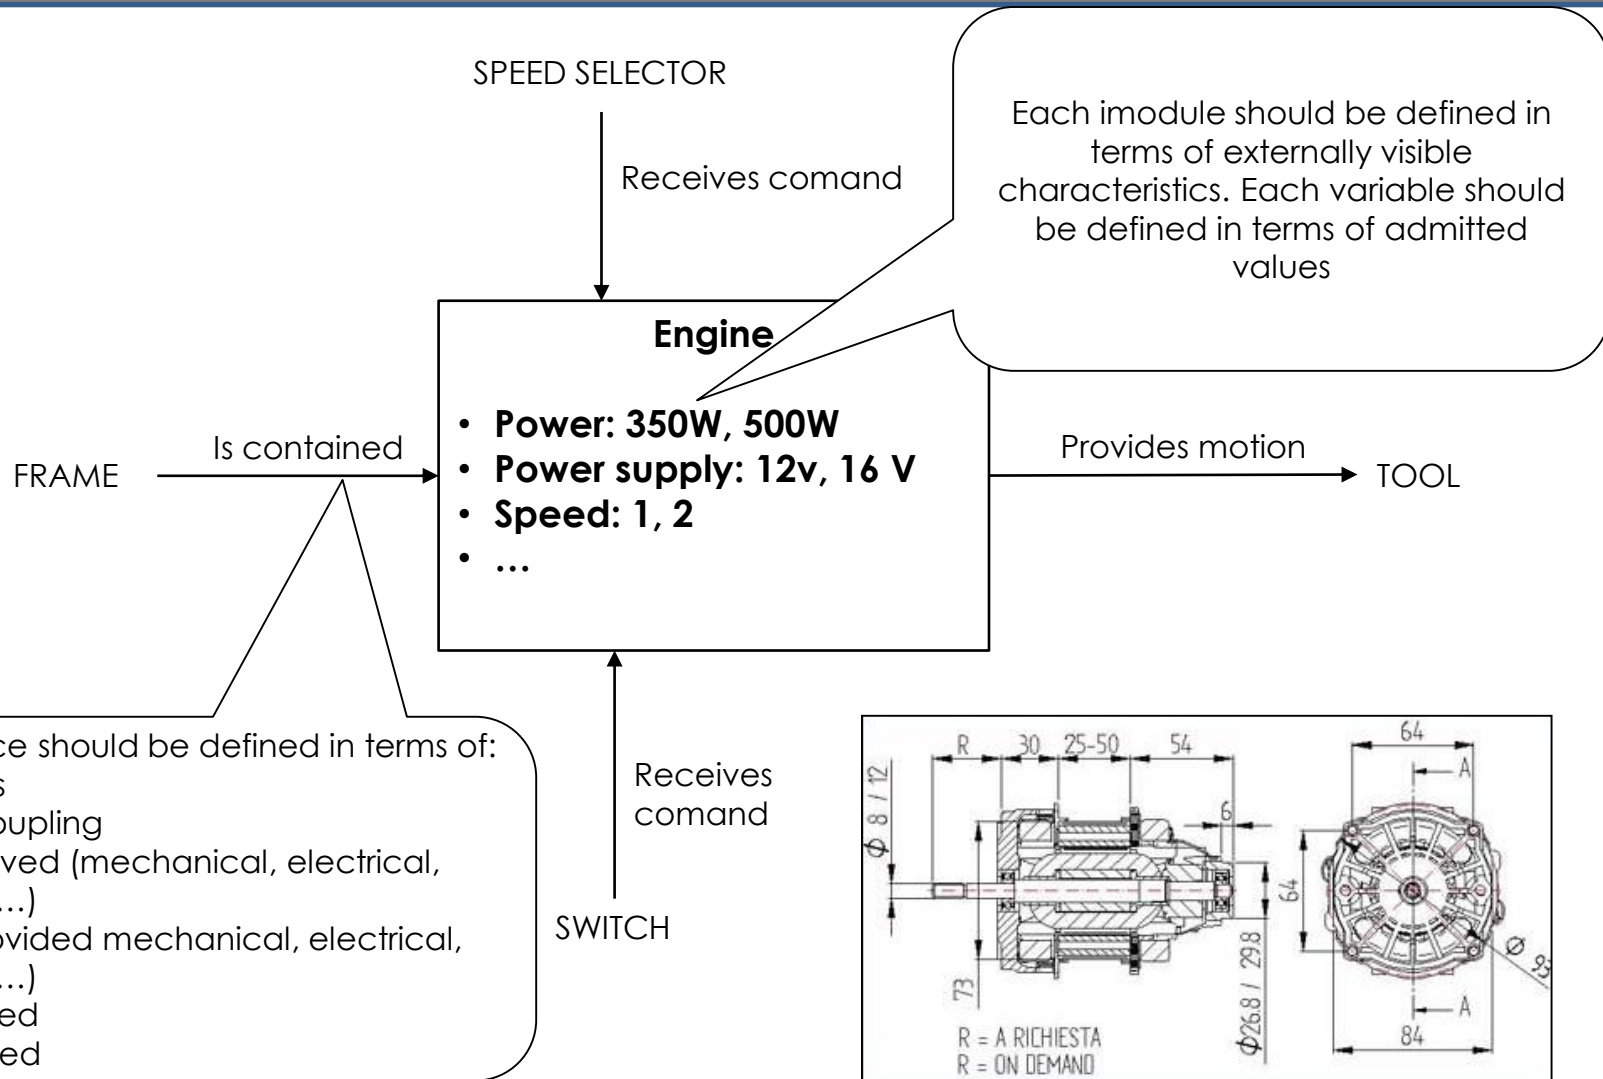 SPEED SELECTOR
Receives comand
Each imodule should be defined in
terms of externally visible
characteristics. Each variable should
be defined in terms of admitted
values
Engine
• Power: 350W, 500W
• Power supply: 12v, 16 V
• Speed: 1, 2
• ...
Is contained
FRAME
Provides motion
TOOL
ce should be defined in terms of:
s
oupling
ved (mechanical, electrical,
...)
ovided mechanical, electrical,
...)
ed
ed
Receives
comand
SWITCH
R 30 25-50 54
ϕ 8 / 12
6
73
ϕ26.8 / 29.8
R = A RICHIESTA
R = ON DEMAND
64
A
64
Ø 93
A
84